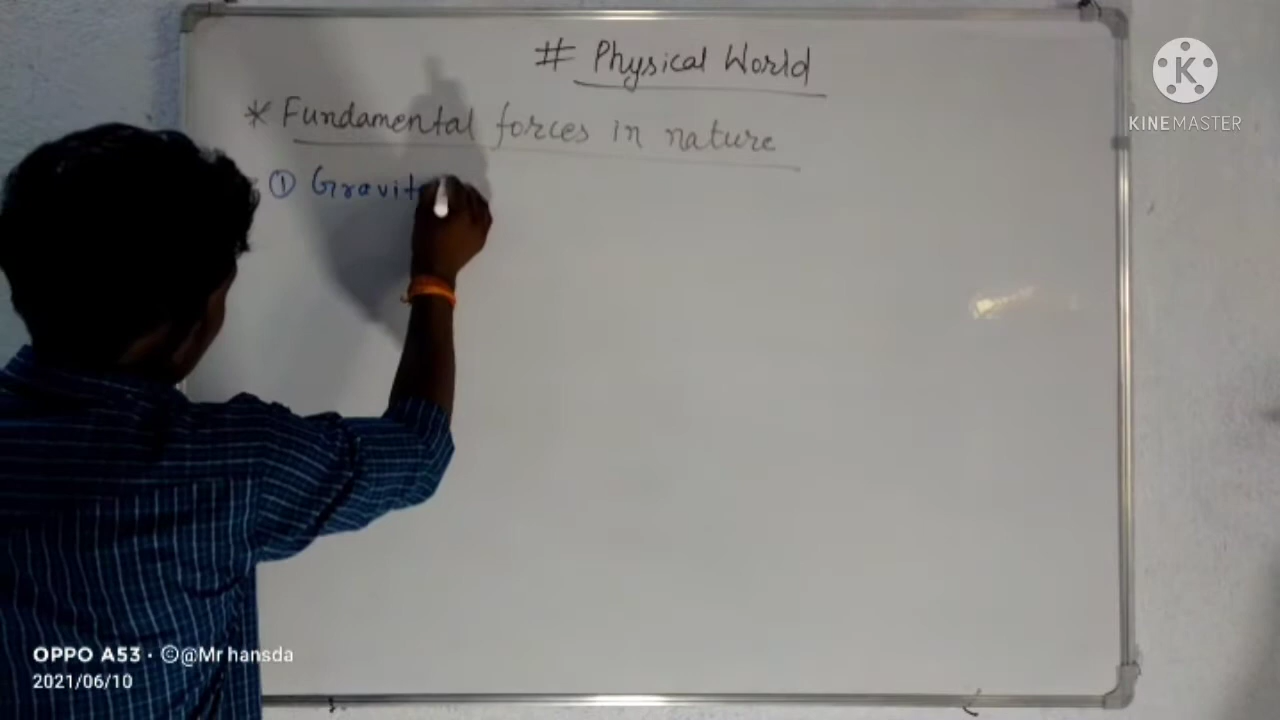 # Physical World
* Fundamental forces in nature
① Gravit
KINEMASTER
OPPO A53 · ©@Mr hansda
2021/06/10